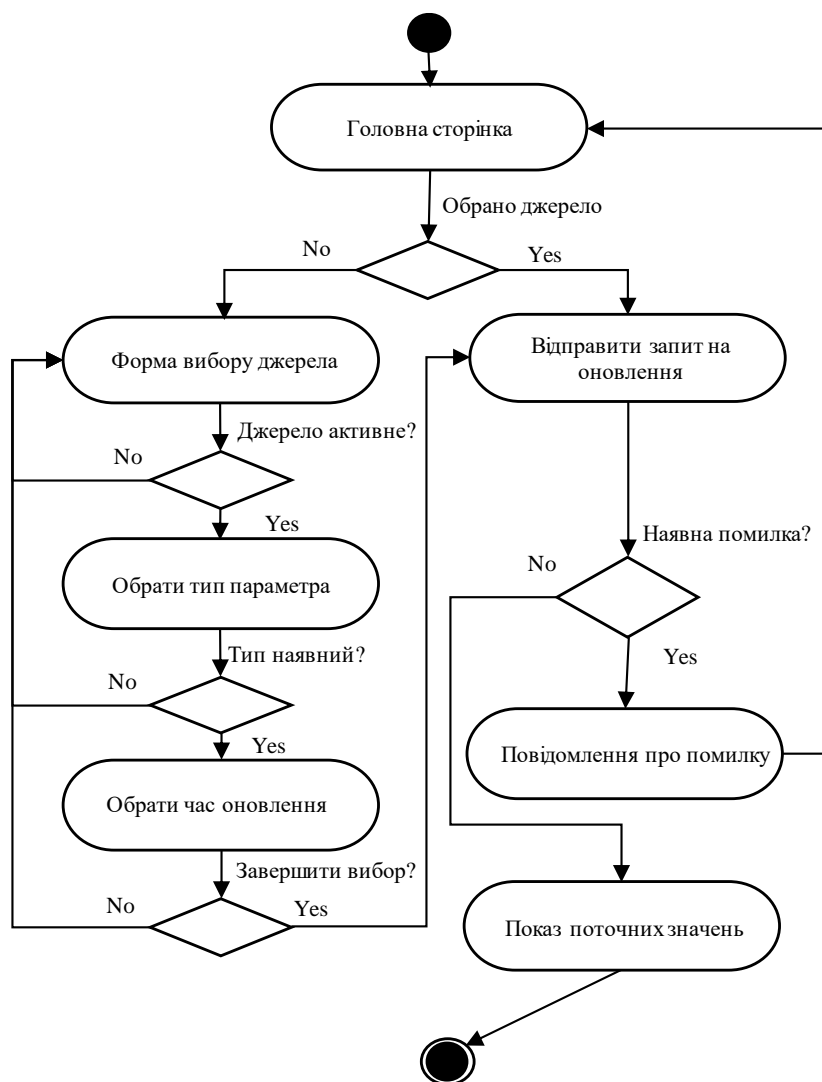 Головна сторінка
Обрано джерело
No
Yes
Форма вибору джерела
Відправити запит на
оновлення
Джерело активне?
No
Yes
Обрати тип параметра
Тип наявний?
No
Yes
Обрати час оновлення
Завершити вибор?
No
Yes
Наявна помилка?
No
Yes
Повідомлення про помилку
Показ поточних значень